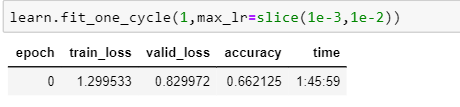 learn.fit_one_cycle(1,max_lr=slice(1e-3,1e-2))
epoch train_loss valid_loss accuracy time
0 1.299533 0.829972 0.662125 1:45:59